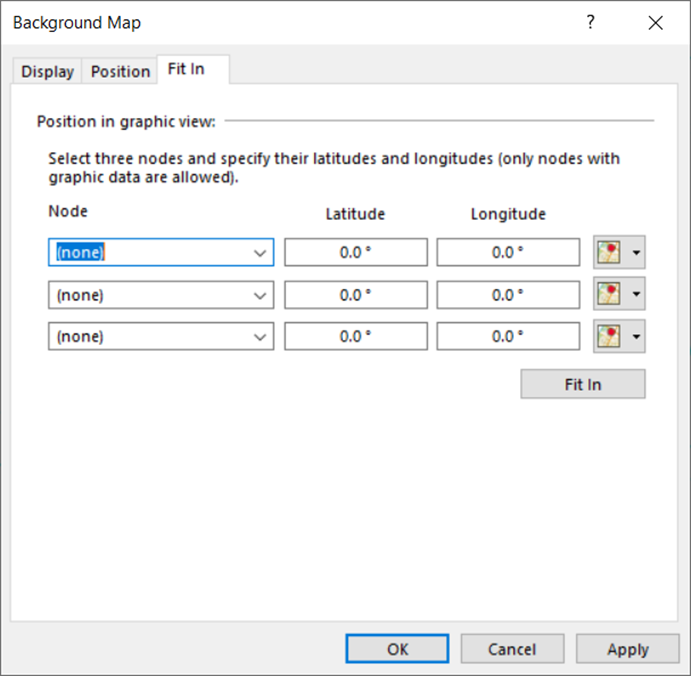 Background Map ?
Display Position Fit In
Position in graphic view:
Select three nodes and specify their latitudes and longitudes (only nodes with
graphic data are allowed).
Node Latitude Longitude
(none) 0.0 ° 0.0 °
(none) 0.0 ° 0.0 °
(none) 0.0 ° 0.0 °
Fit In
OK Cancel Apply